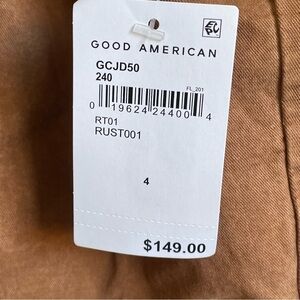 GOOD AMERICAN
GCJD50
240
FL_201
0 19624 24400 4
RT01
RUST001
4
$149.00